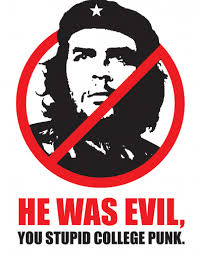 HE WAS EVIL,
YOU STUPID COLLEGE PUNK.